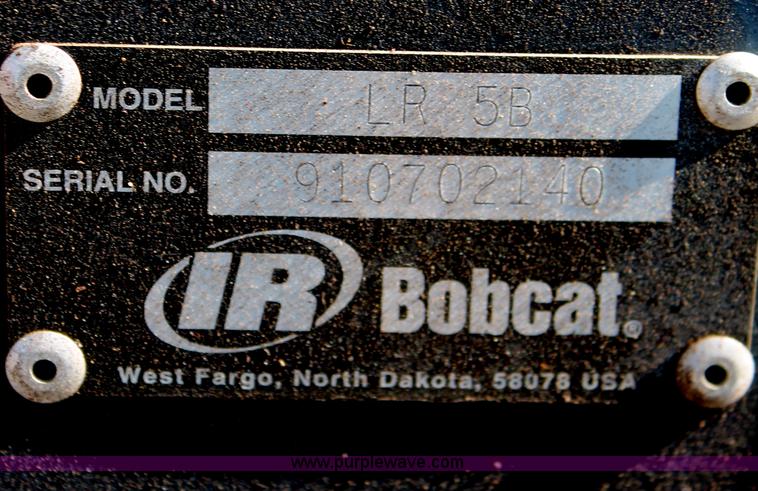 MODEL LR 5B
SERIAL NO. 910702140
IR Bobcat®
West Fargo, North Dakota, 58078 USA
www.purplewave.com